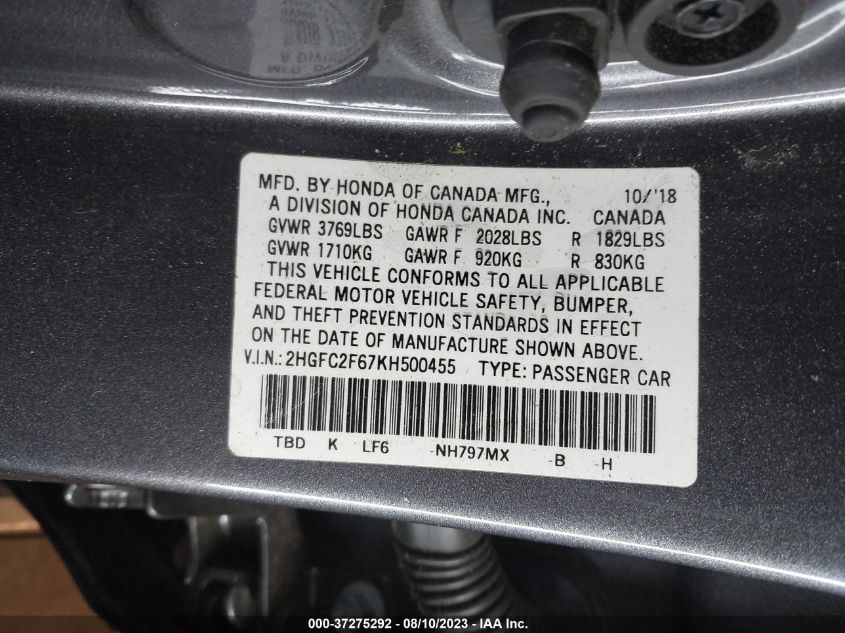 A DIVISION
MFD. BY HONDA OF CANADA MFG., 10/'18
A DIVISION OF HONDA CANADA INC. CANADA
GVWR 3769LBS GAWR F 2028LBS R 1829LBS
GVWR 1710KG GAWR F 920KG R 830KG
THIS VEHICLE CONFORMS TO ALL APPLICABLE
FEDERAL MOTOR VEHICLE SAFETY, BUMPER,
AND THEFT PREVENTION STANDARDS IN EFFECT
ON THE DATE OF MANUFACTURE SHOWN ABOVE.
V.I.N.: 2HGFC2F67KH500455 TYPE: PASSENGER CAR
TBD K LF6 -NH797MX -B -H
000-37275292 - 08/10/2023 - IAA Inc.